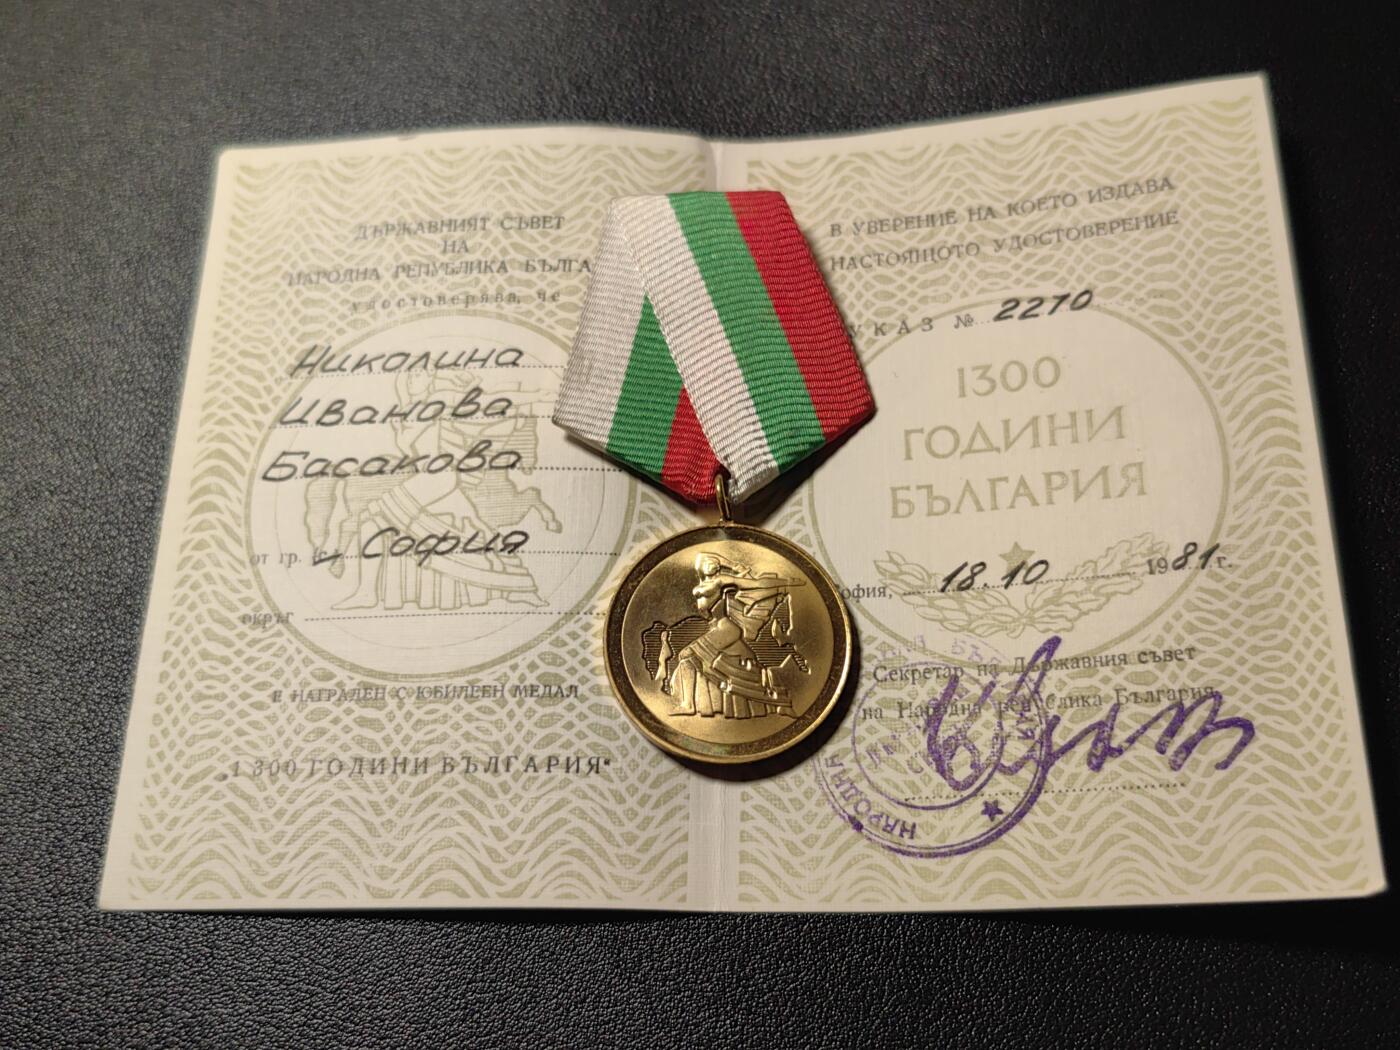 ДЪРЖАВНИЯТ СЪВЕТ
НА
НАРОДНА РЕПУБЛИКА БЪЛГА
удостоверява, че
Николина
Иванова
Басакова
от гр. (с. София
окръг
Е НАГРАДЕН С ЮБИЛЕЕН МЕДАЛ
„1300 ГОДИНИ БЪЛГАРИЯ“
В УВЕРЕНИЕ НА КОЕТО ИЗДАВА
НАСТОЯЩОТО УДОСТОВЕРЕНИЕ
УКАЗ № 2270
1300
ГОДИНИ
БЪЛГАРИЯ
офия, 18.10 1981 г.
Секретар на Държавния съвет
на Народна република България
НАРОДНА